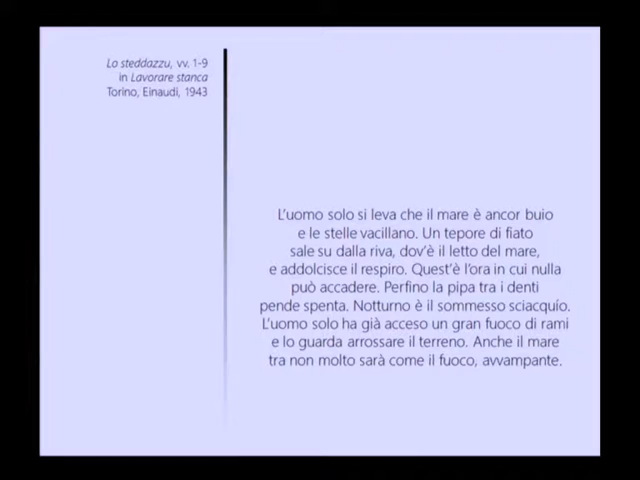 Lo steddazzu, vv. 1-9
in Lavorare stanca
Torino, Einaudi, 1943
L'uomo solo si leva che il mare è ancor buio
e le stelle vacillano. Un tepore di fiato
sale su dalla riva, dov'è il letto del mare,
e addolcisce il respiro. Quest'è l'ora in cui nulla
può accadere. Perfino la pipa tra i denti
pende spenta. Notturno è il sommesso sciacquío.
L'uomo solo ha già acceso un gran fuoco di rami
e lo guarda arrossare il terreno. Anche il mare
tra non molto sarà come il fuoco, avvampante.